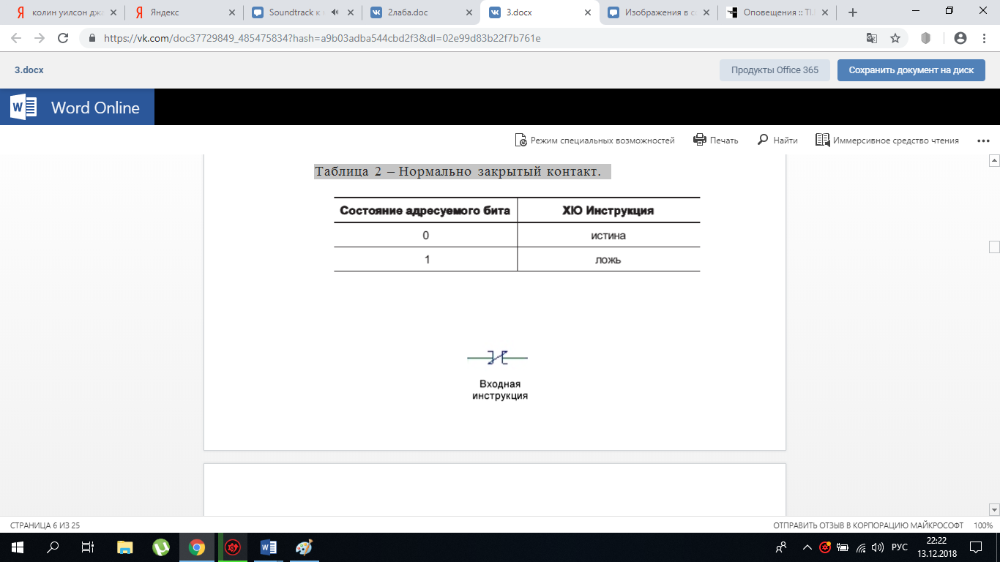 колин уилсон джа
Яндекс
Soundtrack к
2лаба.doc
3.docx
Изображения в со
Оповещения :: TI.
https://vk.com/doc37729849_485475834?hash=a9b03adba544cbd2f3&dl=02e99d83b22f7b761e
3.docx
Продукты Office 365
Сохранить документ на диск
Word Online
Режим специальных возможностей
Печать
Найти
Иммерсивное средство чтения
Таблица 2 – Нормально закрытый контакт.
Состояние адресуемого бита XIO Инструкция
0 истина
1 ложь
Входная
инструкция
СТРАНИЦА 6 ИЗ 25
ОТПРАВИТЬ ОТЗЫВ В КОРПОРАЦИЮ МАЙКРОСОФТ 100%
РУС
22:22
13.12.2018